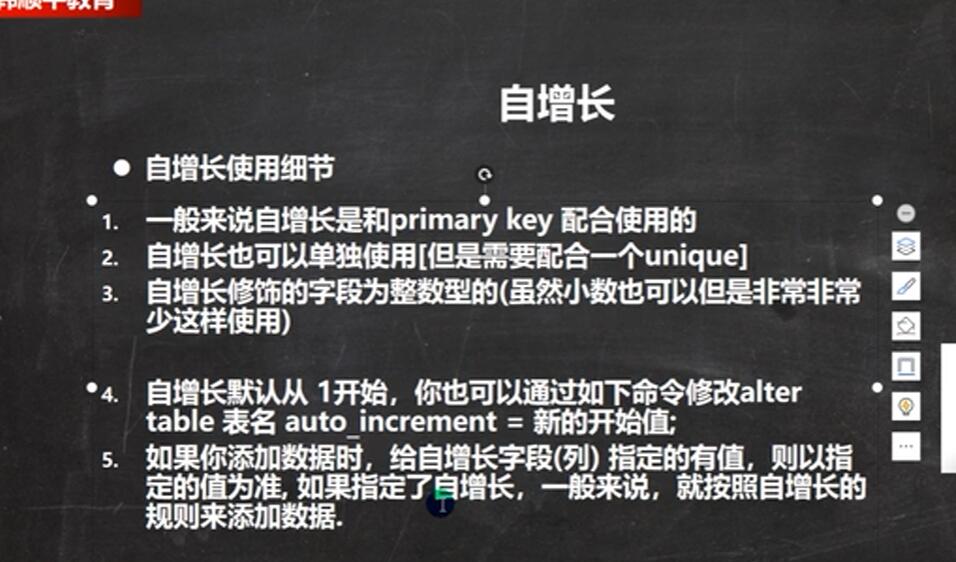 韩顺平教育
自增长
自增长使用细节
1. 一般来说自增长是和primary key 配合使用的
2. 自增长也可以单独使用[但是需要配合一个unique]
3. 自增长修饰的字段为整数型的(虽然小数也可以但是非常非常
少这样使用)
4. 自增长默认从 1开始，你也可以通过如下命令修改alter
table 表名 auto_increment = 新的开始值;
5. 如果你添加数据时，给自增长字段(列) 指定的有值，则以指
定的值为准, 如果指定了自增长，一般来说，就按照自增长的
规则来添加数据.